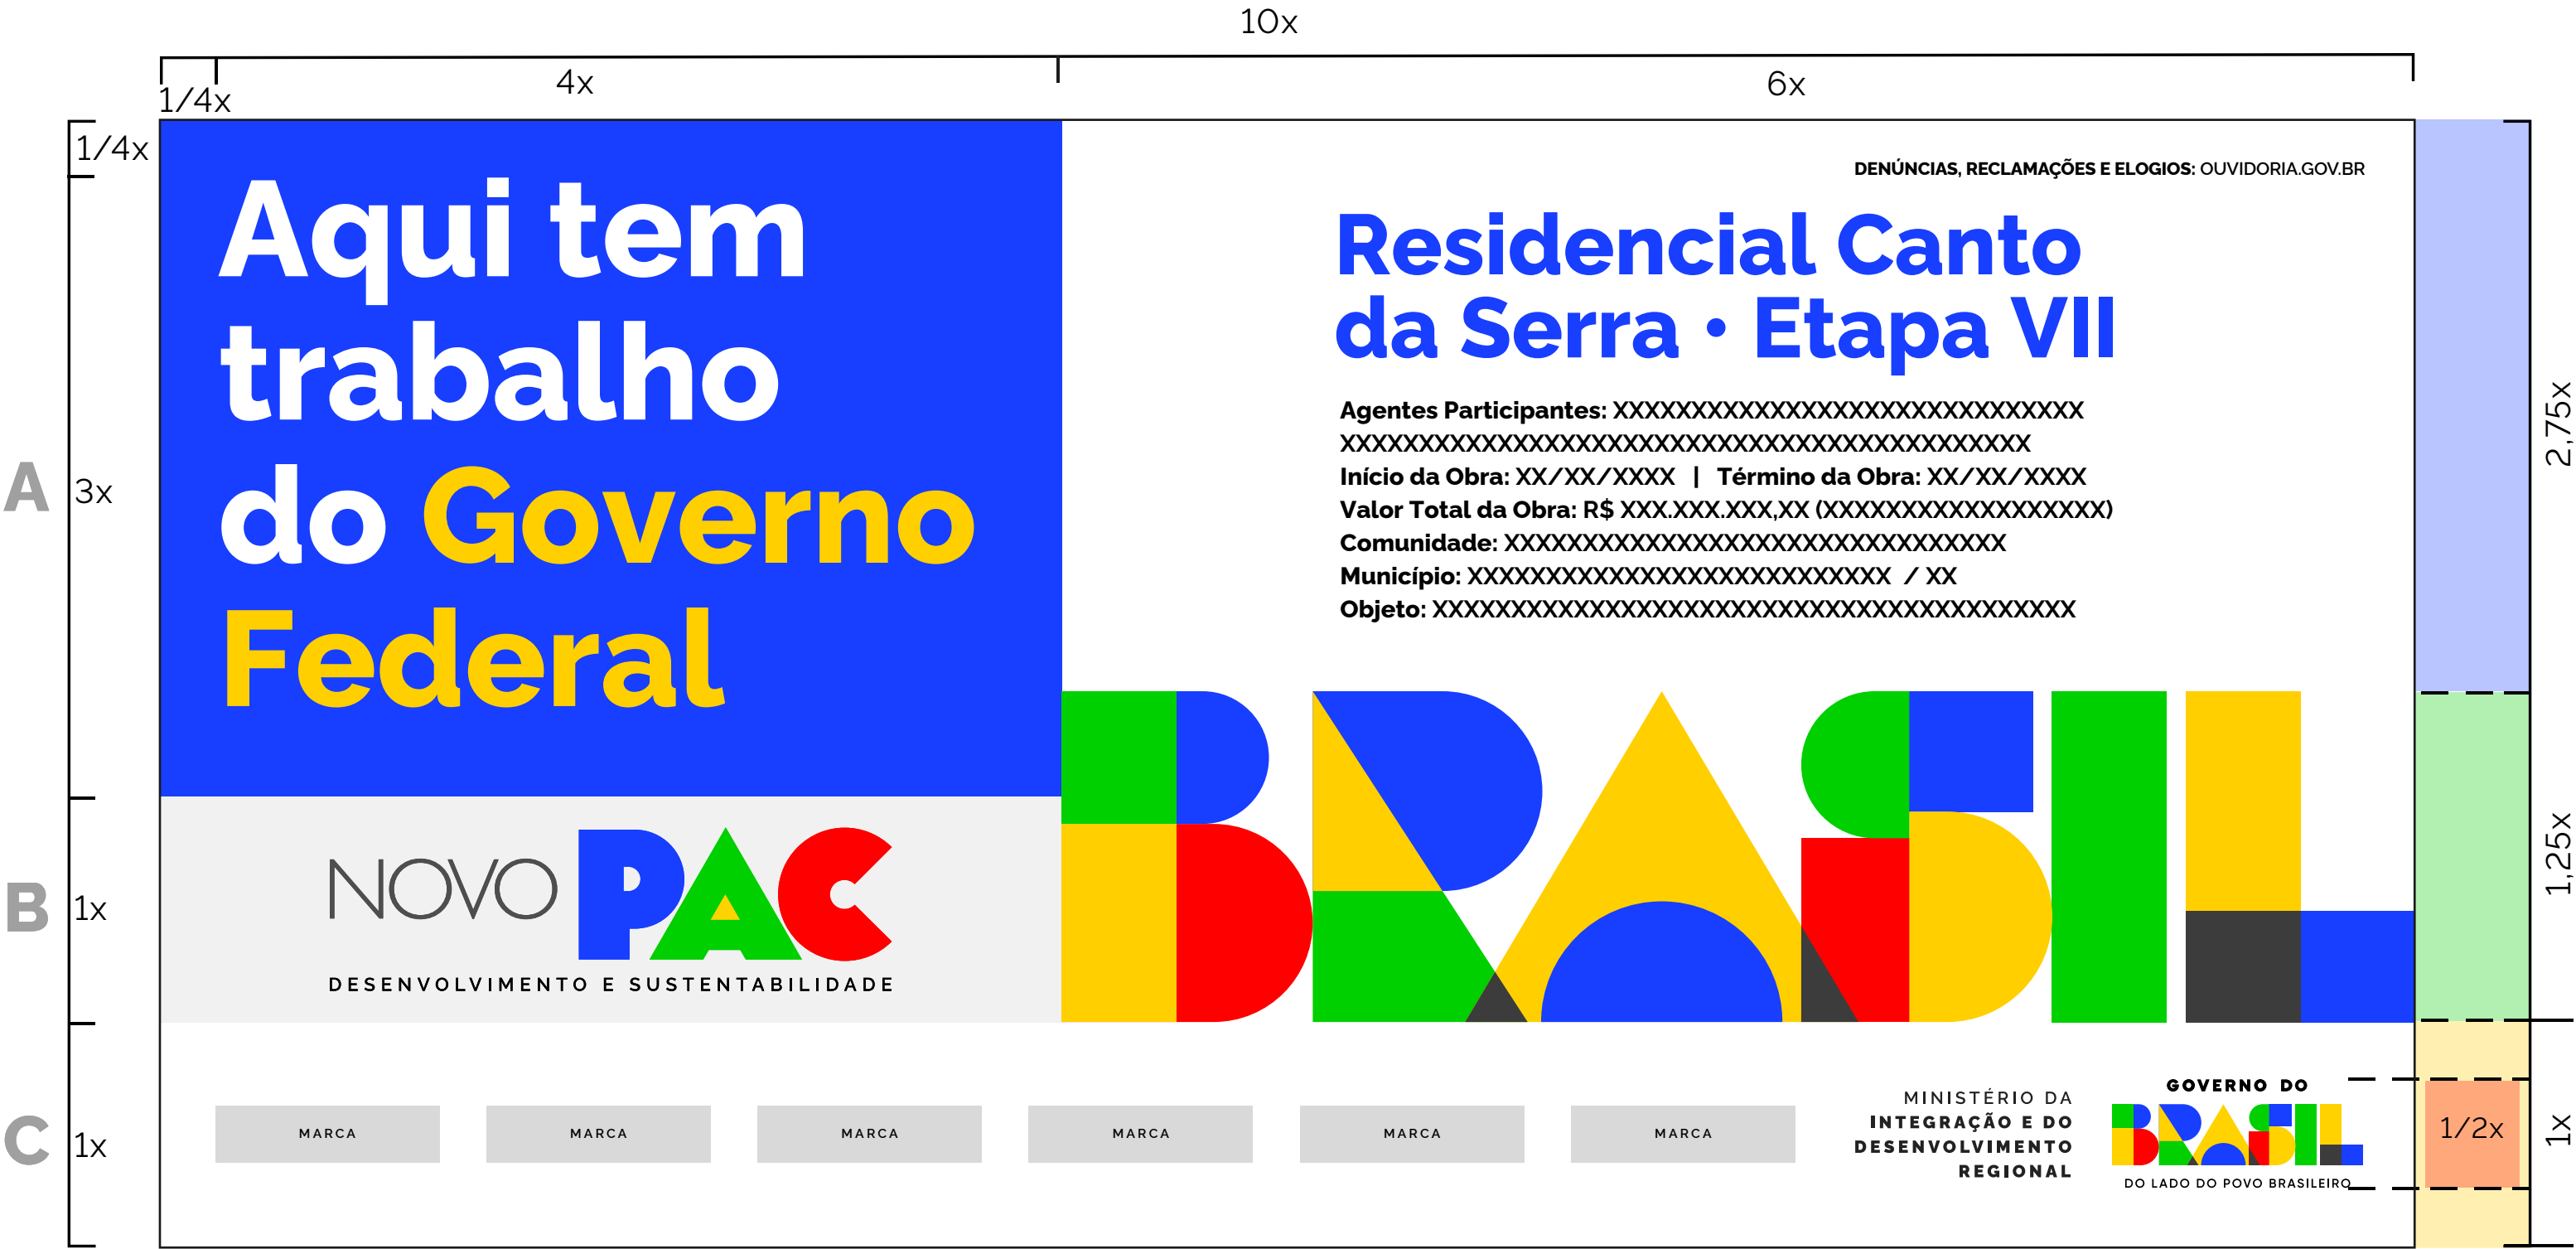 10x
4x
6x
1/4x
1/4x
A
3x
B
1x
C
1x
Aqui tem
trabalho
do Governo
Federal
NOVO PAC
DESENVOLVIMENTO E SUSTENTABILIDADE
DENÚNCIAS, RECLAMAÇÕES E ELOGIOS: OUVIDORIA.GOV.BR
Residencial Canto
da Serra • Etapa VII
Agentes Participantes: XXXXXXXXXXXXXXXXXXXXXXXXXXXXXX
XXXXXXXXXXXXXXXXXXXXXXXXXXXXXXXXXXXXXXXXXXXX
Início da Obra: XX/XX/XXXX | Término da Obra: XX/XX/XXXX
Valor Total da Obra: R$ XXX.XXX.XXX,XX (XXXXXXXXXXXXXXXXXX)
Comunidade: XXXXXXXXXXXXXXXXXXXXXXXXXXXXXXXX
Município: XXXXXXXXXXXXXXXXXXXXXXXXXXX / XX
Objeto: XXXXXXXXXXXXXXXXXXXXXXXXXXXXXXXXXXXXXXXXX
BRASIL
MARCA
MARCA
MARCA
MARCA
MARCA
MARCA
MINISTÉRIO DA
INTEGRAÇÃO E DO
DESENVOLVIMENTO
REGIONAL
GOVERNO DO
BRASIL
DO LADO DO POVO BRASILEIRO
2,75x
1,25x
1/2x
1x